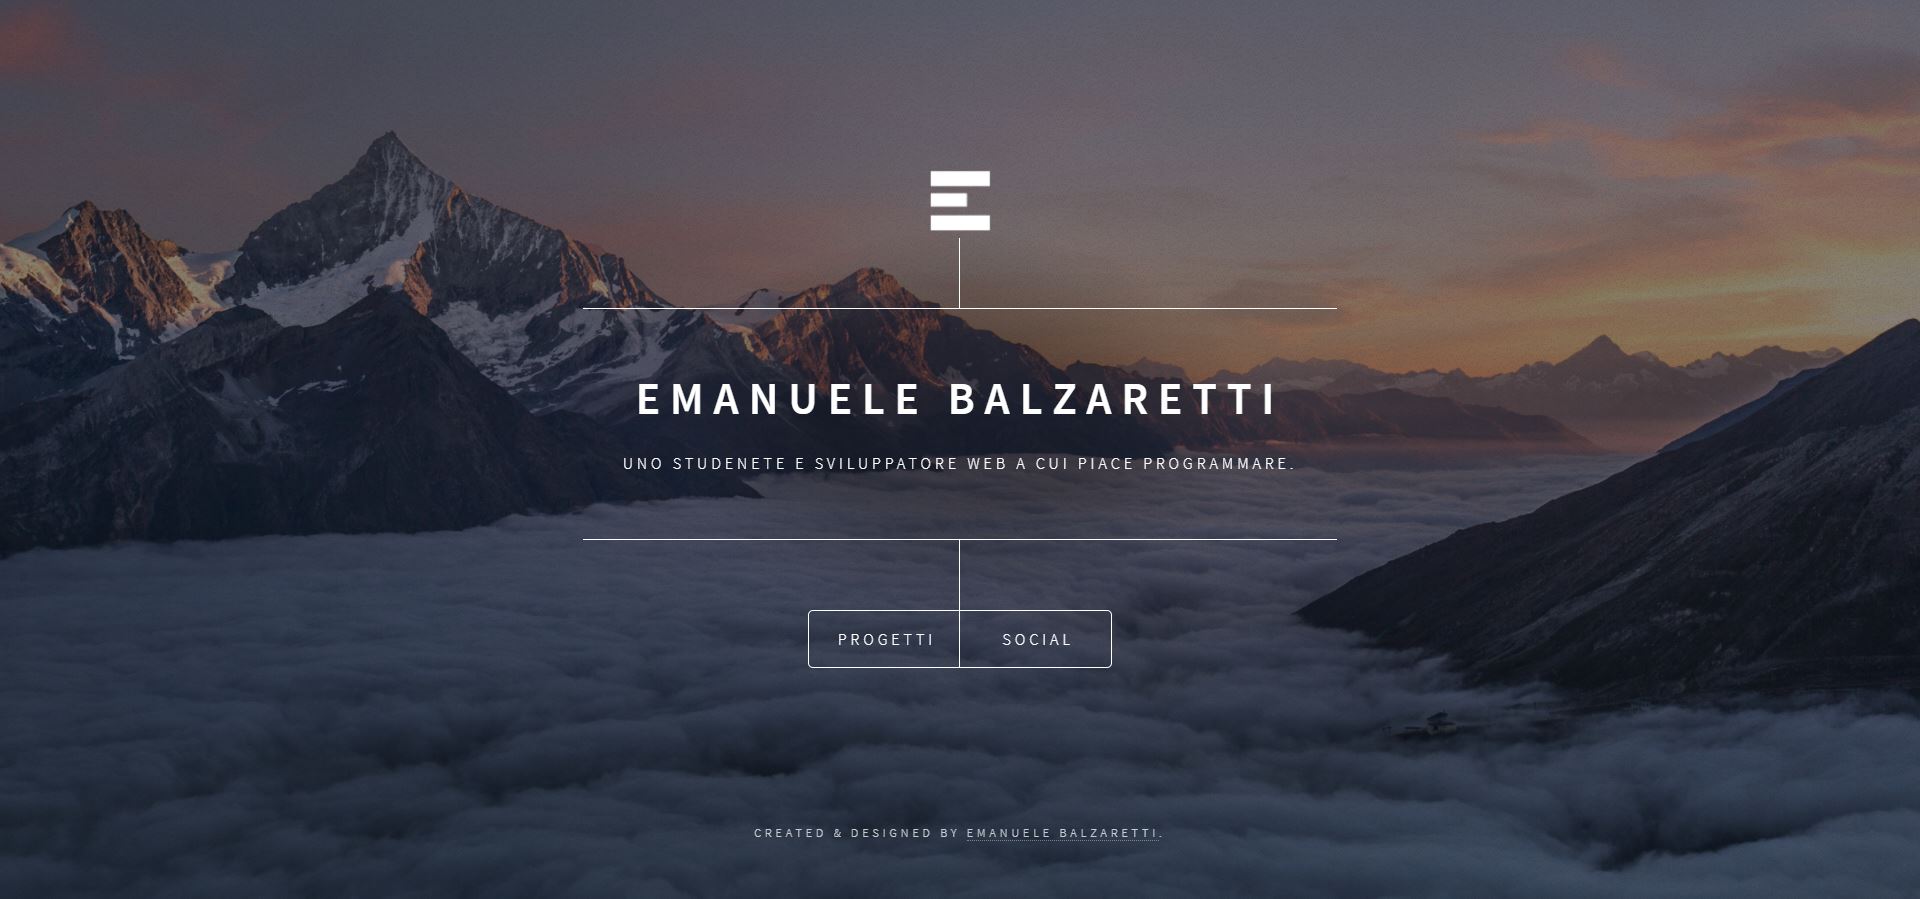 EMANUELE BALZARETTI
UNO STUDENETE E SVILUPPATORE WEB A CUI PIACE PROGRAMMARE.
PROGETTI
SOCIAL
CREATED & DESIGNED BY EMANUELE BALZARETTI.